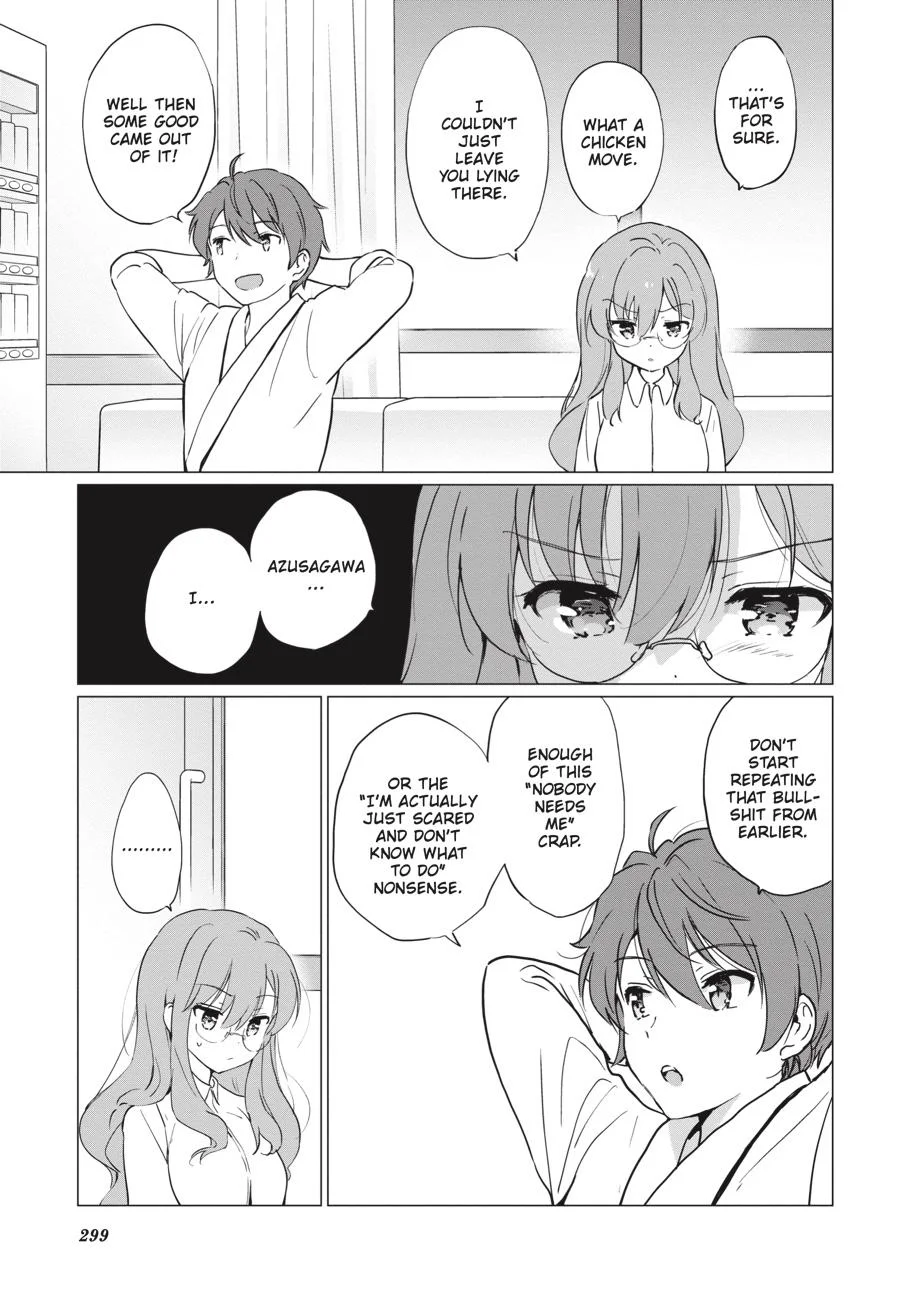 ...
THAT'S
FOR
SURE.
WHAT A
CHICKEN
MOVE.
I
COULDN'T
JUST
LEAVE
YOU LYING
THERE.
WELL THEN
SOME GOOD
CAME OUT
OF IT!
AZUSAGAWA
...
I...
DON'T
START
REPEATING
THAT BULL-
SHIT FROM
EARLIER.
ENOUGH
OF THIS
"NOBODY
NEEDS
ME"
CRAP.
OR THE
"I'M ACTUALLY
JUST SCARED
AND DON'T
KNOW WHAT
TO DO"
NONSENSE.
.........
299